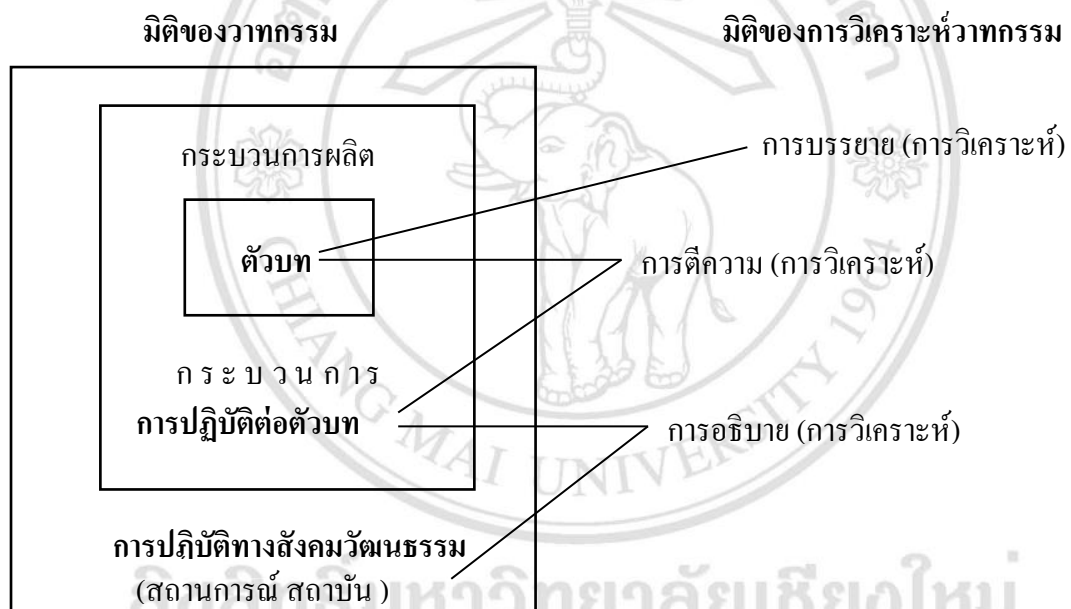 มิติของวาทกรรม
มิติของการวิเคราะห์วาทกรรม
กระบวนการผลิต
การบรรยาย (การวิเคราะห์)
ตัวบท
การตีความ (การวิเคราะห์)
ก ร ะ บ ว น ก า ร
การปฏิบัติต่อตัวบท
การอธิบาย (การวิเคราะห์)
การปฏิบัติทางสังคมวัฒนธรรม
(สถานการณ์ สถาบัน )
CHIANG MAI UNIVERSITY 1964